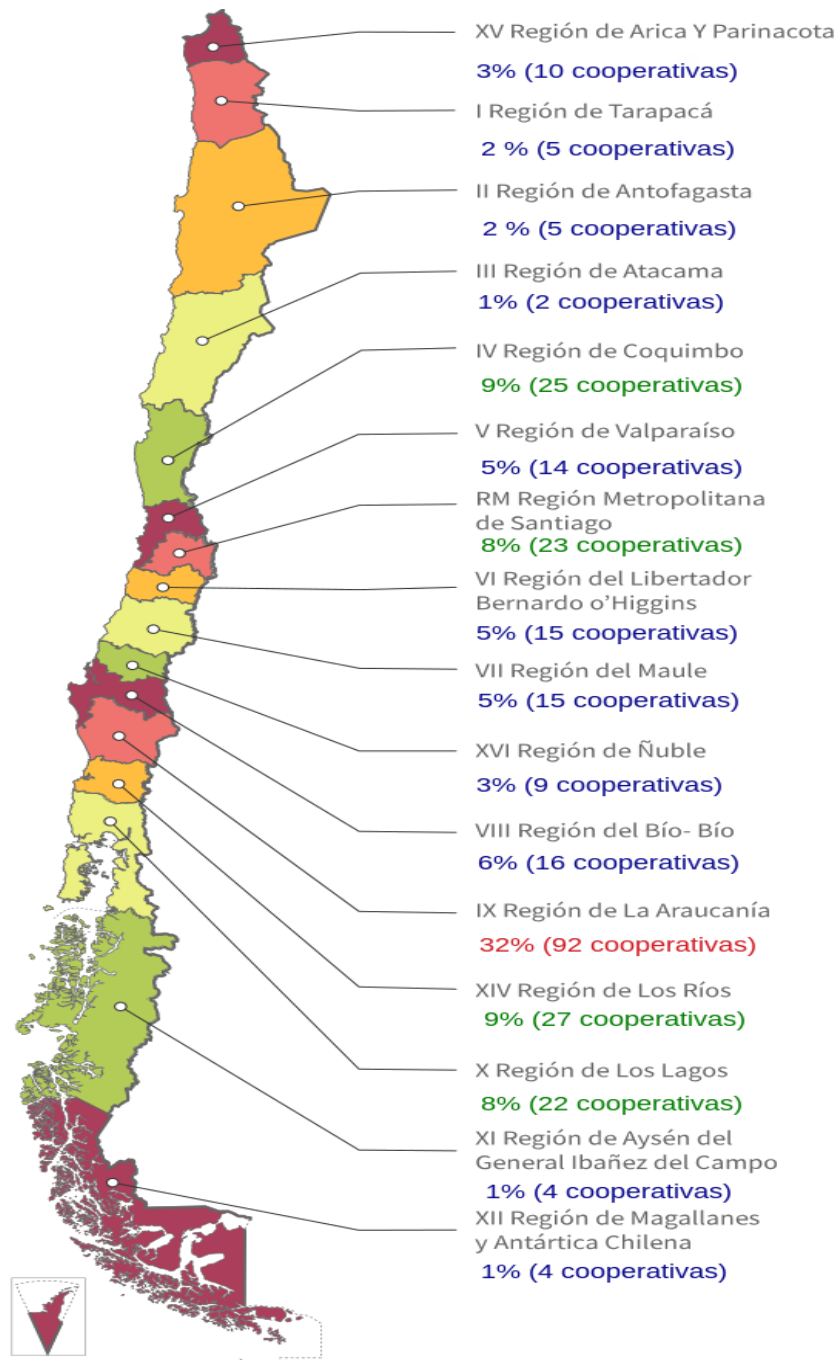 XV Región de Arica Y Parinacota
3% (10 cooperativas)
I Región de Tarapacá
2 % (5 cooperativas)
II Región de Antofagasta
2 % (5 cooperativas)
III Región de Atacama
1% (2 cooperativas)
IV Región de Coquimbo
9% (25 cooperativas)
V Región de Valparaíso
5% (14 cooperativas)
RM Región Metropolitana
de Santiago
8% (23 cooperativas)
VI Región del Libertador
Bernardo o’Higgins
5% (15 cooperativas)
VII Región del Maule
5% (15 cooperativas)
XVI Región de Ñuble
3% (9 cooperativas)
VIII Región del Bío- Bío
6% (16 cooperativas)
IX Región de La Araucanía
32% (92 cooperativas)
XIV Región de Los Ríos
9% (27 cooperativas)
X Región de Los Lagos
8% (22 cooperativas)
XI Región de Aysén del
General Ibañez del Campo
1% (4 cooperativas)
XII Región de Magallanes
y Antártica Chilena
1% (4 cooperativas)